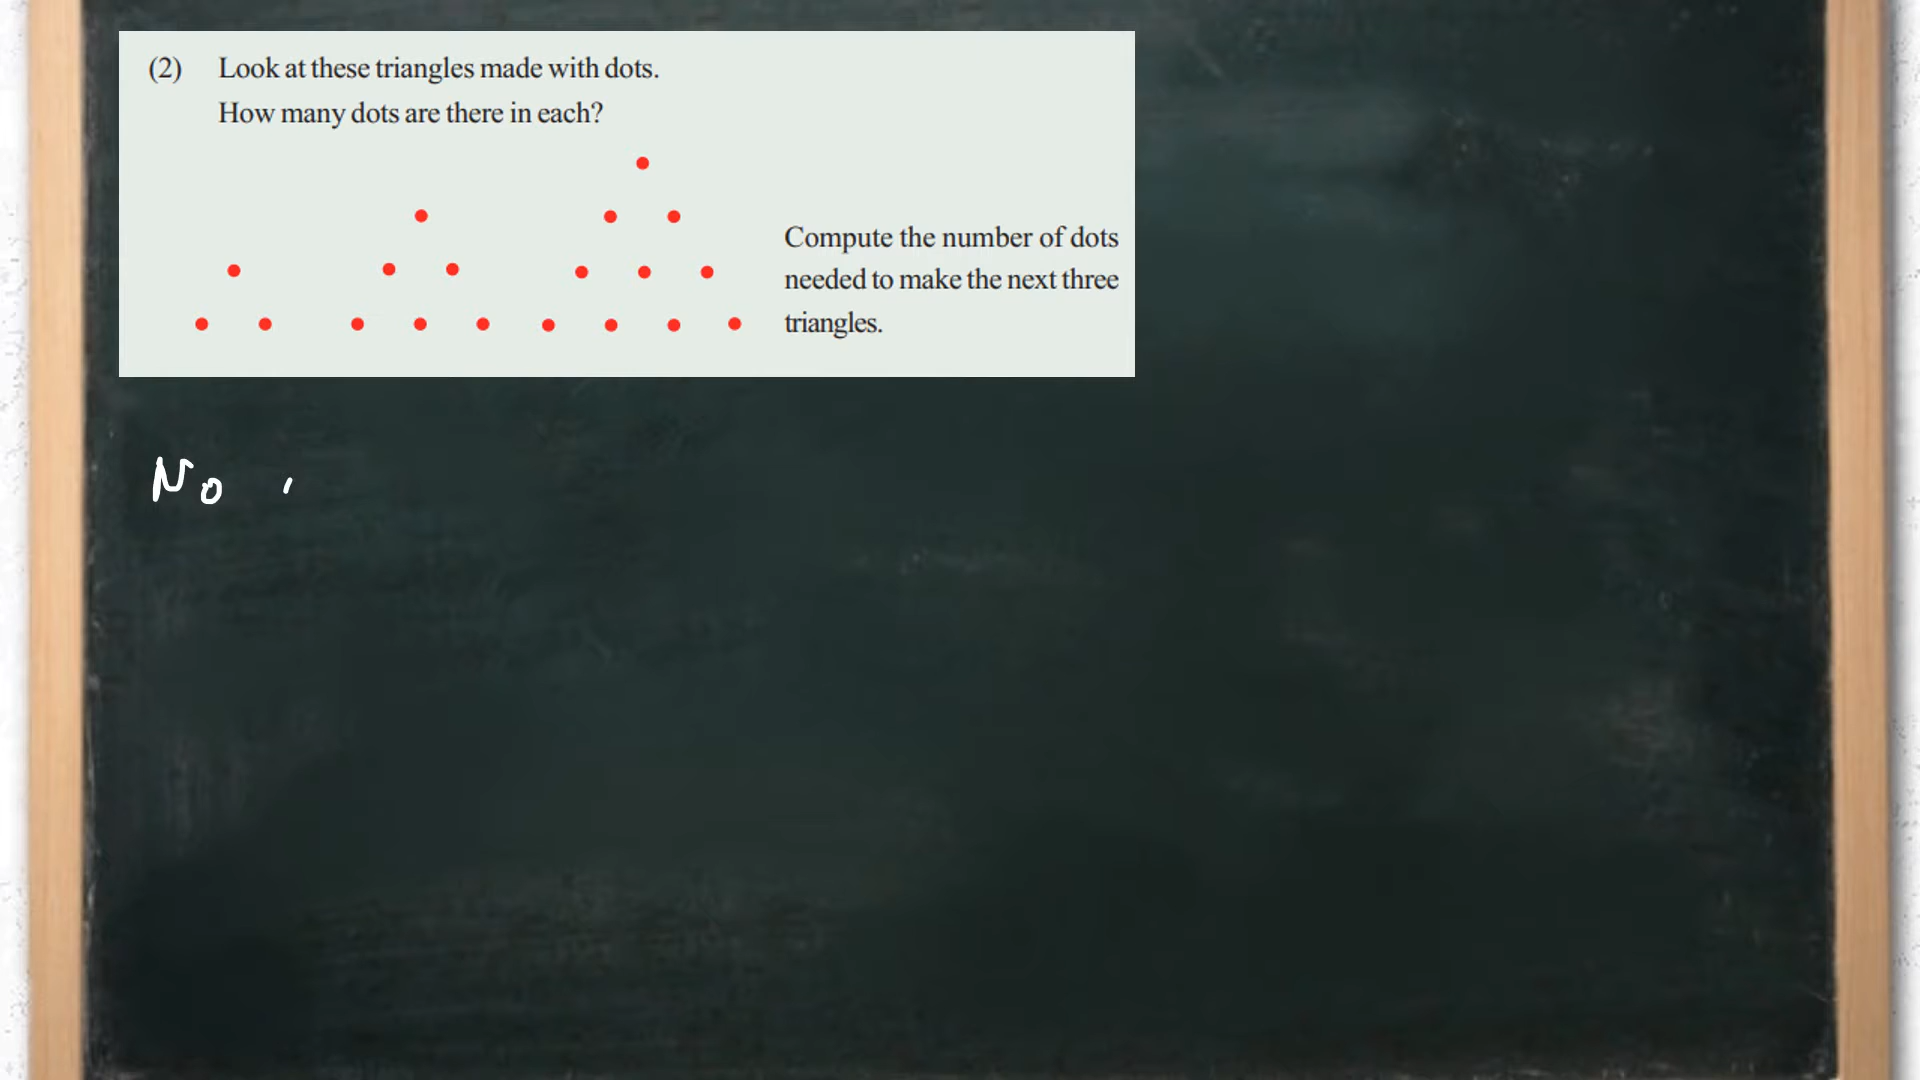 (2) Look at these triangles made with dots.
How many dots are there in each?
Compute the number of dots
needed to make the next three
triangles.
No